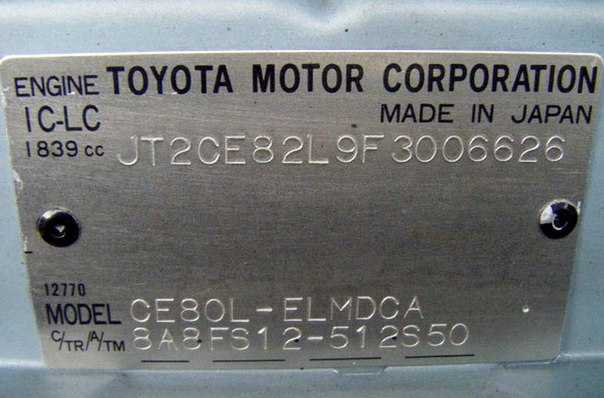 ENGINE TOYOTA MOTOR CORPORATION
1C-LC MADE IN JAPAN
1839 cc JT2CE82L9F3006626
12770
MODEL CE80L-ELMDCA
C/TR/A/TM 8A8FS12-512S50